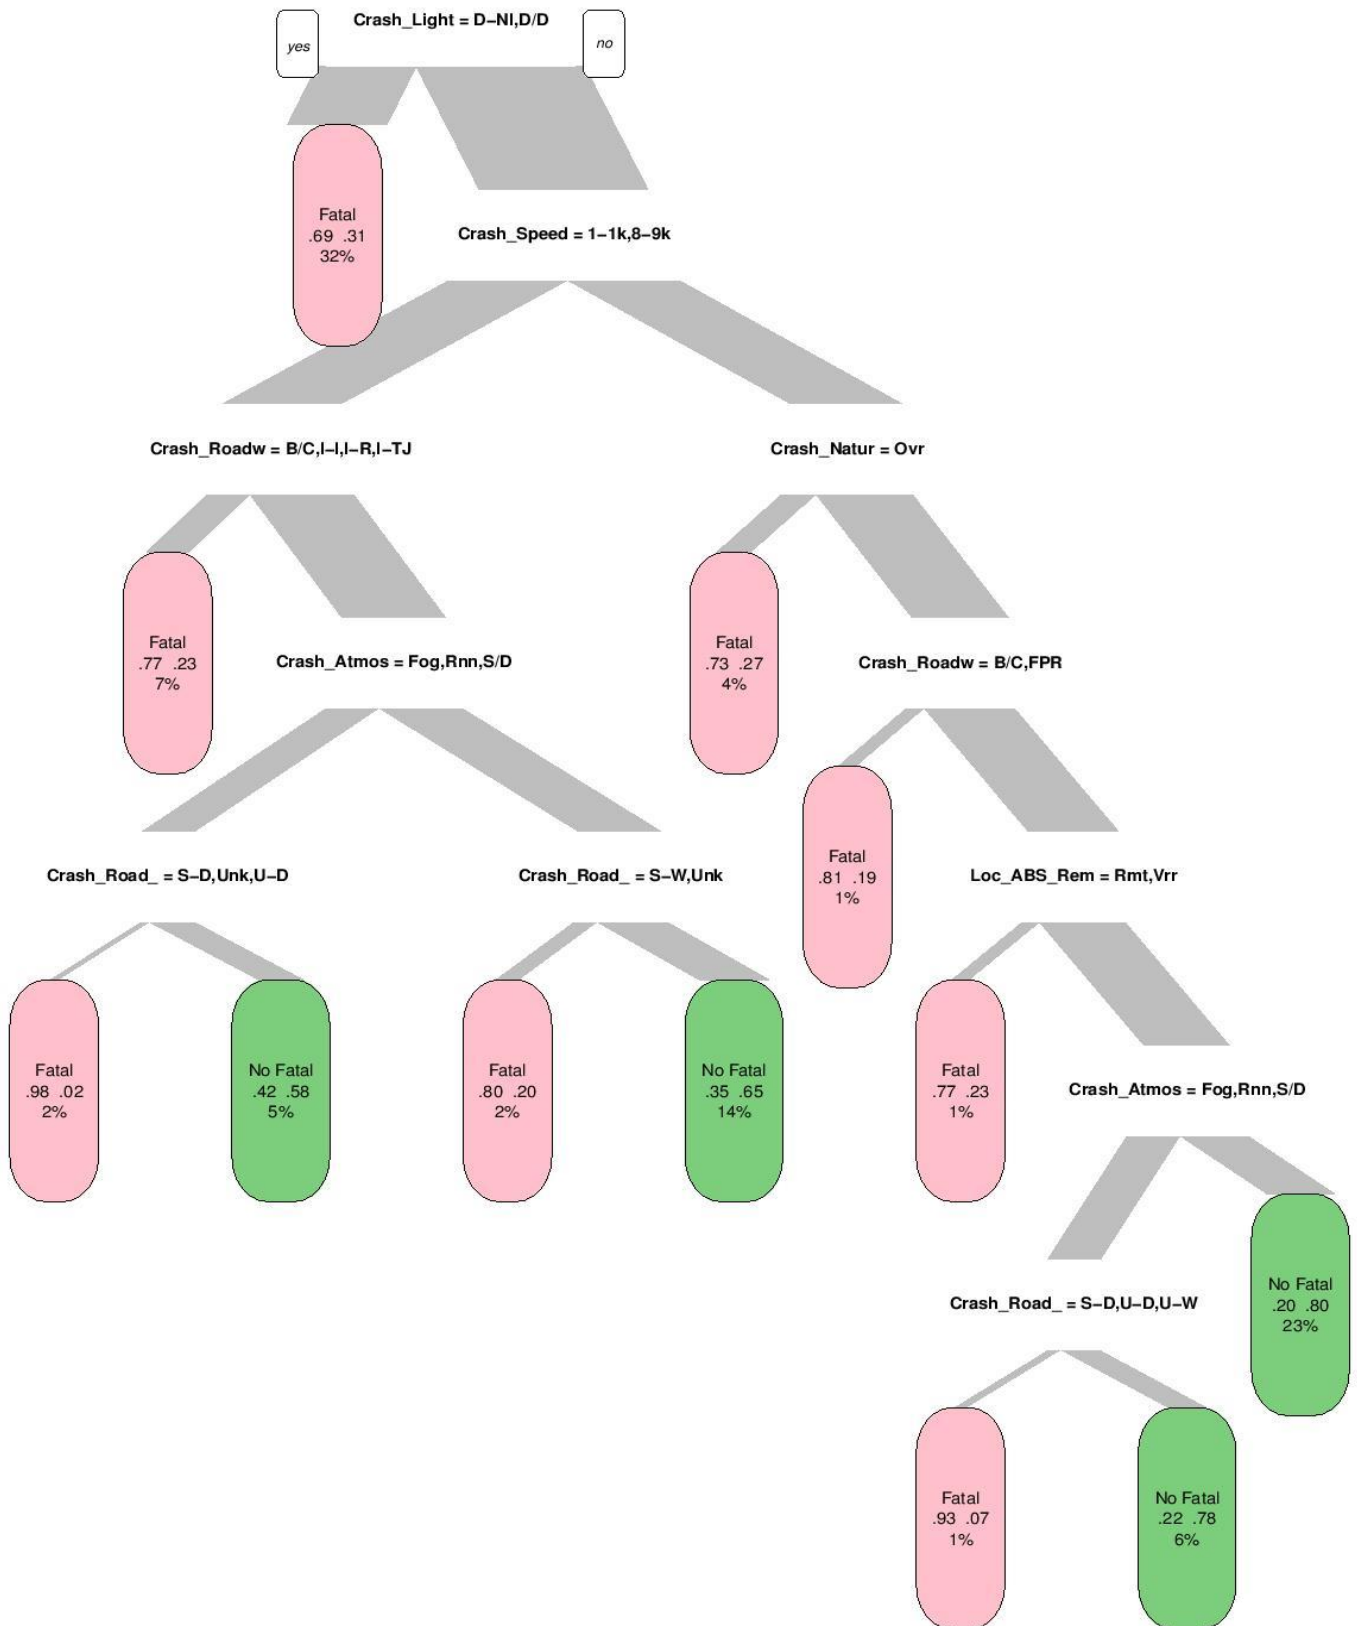 Crash_Light = D−NI,D/D
yes
no
Fatal
.69 .31
32%
Crash_Speed = 1−1k,8−9k
Crash_Roadw = B/C,I−I,I−R,I−TJ
Crash_Natur = Ovr
Fatal
.77 .23
7%
Crash_Atmos = Fog,Rnn,S/D
Fatal
.73 .27
4%
Crash_Roadw = B/C,FPR
Crash_Road_ = S−D,Unk,U−D
Crash_Road_ = S−W,Unk
Fatal
.81 .19
1%
Loc_ABS_Rem = Rmt,Vrr
Fatal
.98 .02
2%
No Fatal
.42 .58
5%
Fatal
.80 .20
2%
No Fatal
.35 .65
14%
Fatal
.77 .23
1%
Crash_Atmos = Fog,Rnn,S/D
Crash_Road_ = S−D,U−D,U−W
No Fatal
.20 .80
23%
Fatal
.93 .07
1%
No Fatal
.22 .78
6%